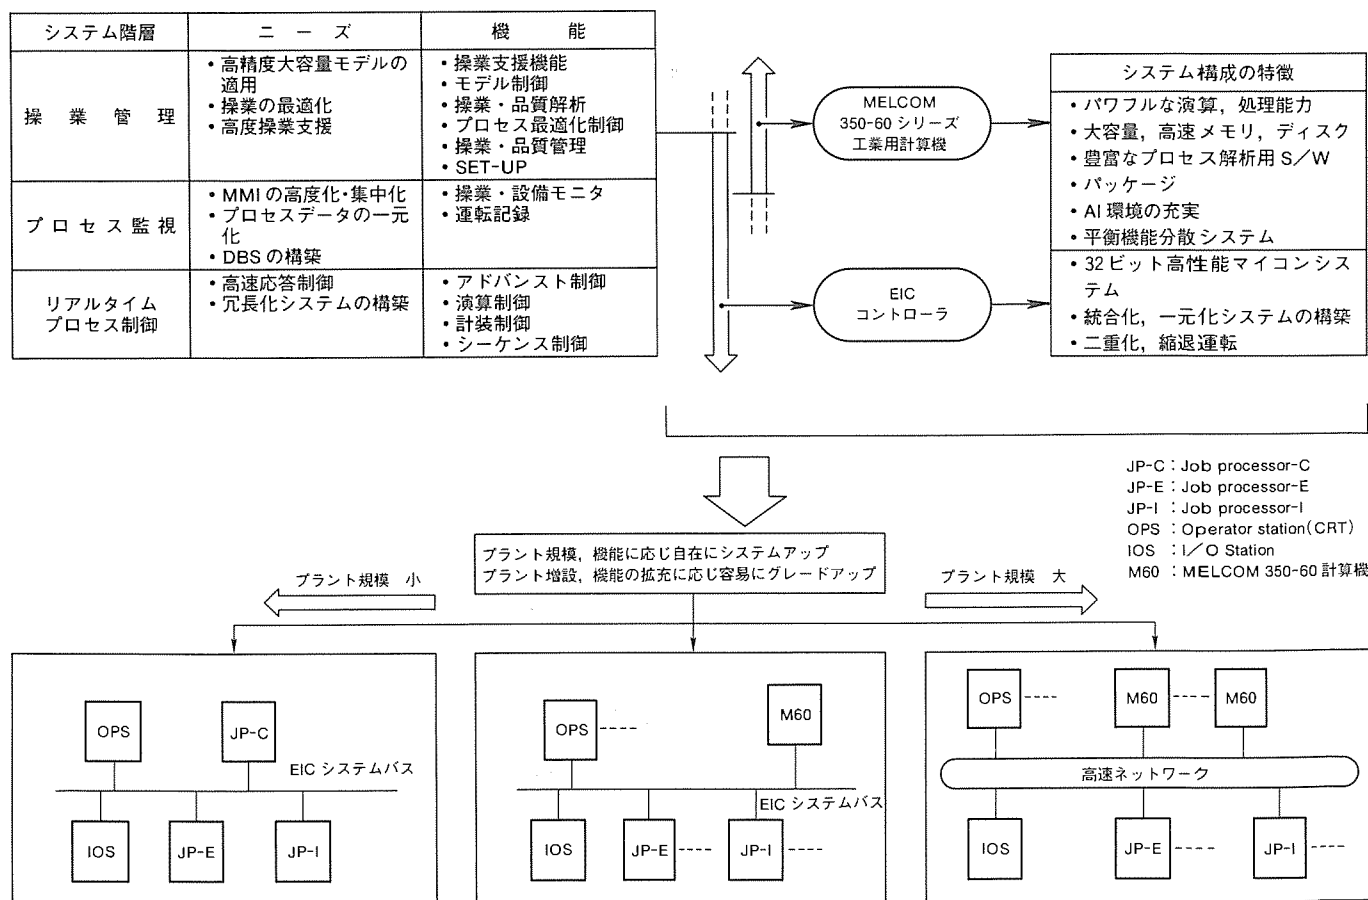 システム階層
ニーズ
機能
操業管理
・高精度大容量モデルの
適用
・操業の最適化
・高度操業支援
・操業支援機能
・モデル制御
・操業・品質解析
・プロセス最適化制御
・操業・品質管理
・SET-UP
プロセス監視
・MMIの高度化・集中化
・プロセスデータの一元
化
・DBSの構築
・操業・設備モニタ
・運転記録
リアルタイム
プロセス制御
・高速応答制御
・冗長化システムの構築
・アドバンスト制御
・演算制御
・計装制御
・シーケンス制御
MELCOM
350-60シリーズ
工業用計算機
EIC
コントローラ
システム構成の特徴
・パワフルな演算，処理能力
・大容量，高速メモリ，ディスク
・豊富なプロセス解析用S／W
・パッケージ
・AI環境の充実
・平衡機能分散システム
・32ビット高性能マイコンシス
テム
・統合化，一元化システムの構築
・二重化，縮退運転
JP-C：Job processor-C
JP-E：Job processor-E
JP-I：Job processor-I
OPS：Operator station(CRT)
IOS：I／O Station
M60：MELCOM 350-60計算機
プラント規模，機能に応じ自在にシステムアップ
プラント増設，機能の拡充に応じ容易にグレードアップ
プラント規模　小
プラント規模　大
OPS
JP-C
EICシステムバス
IOS
JP-E
JP-I
OPS
M60
EICシステムバス
IOS
JP-E
JP-I
OPS
M60
M60
高速ネットワーク
IOS
JP-E
JP-I